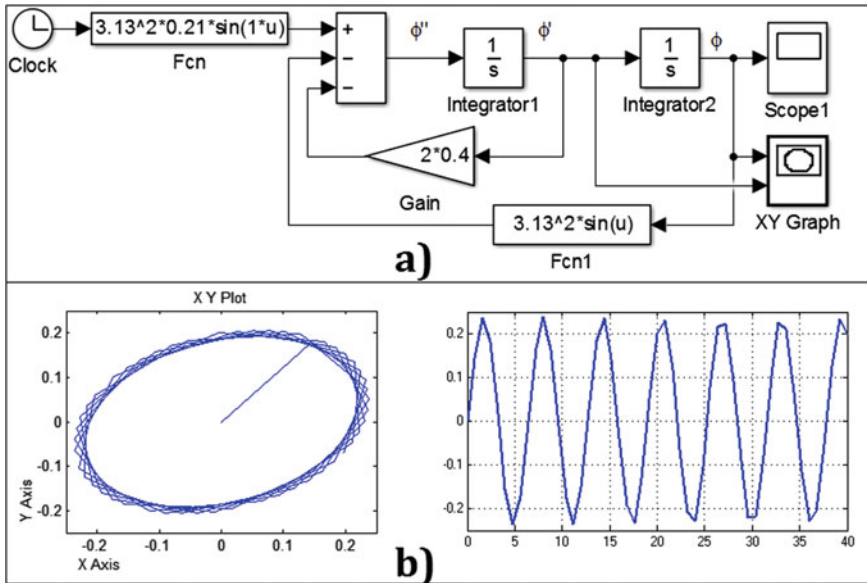 Clock
3.13^2*0.21*sin(1*u)
Fcn
+
−
−
ϕ''
1
s
Integrator1
ϕ'
1
s
Integrator2
ϕ
Scope1
2*0.4
Gain
XY Graph
3.13^2*sin(u)
Fcn1
a)
X Y Plot
Y Axis
0.2
0.1
0
-0.1
-0.2
-0.2 -0.1 0 0.1 0.2
X Axis
0.2
0.1
0
-0.1
-0.2
0 5 10 15 20 25 30 35 40
b)